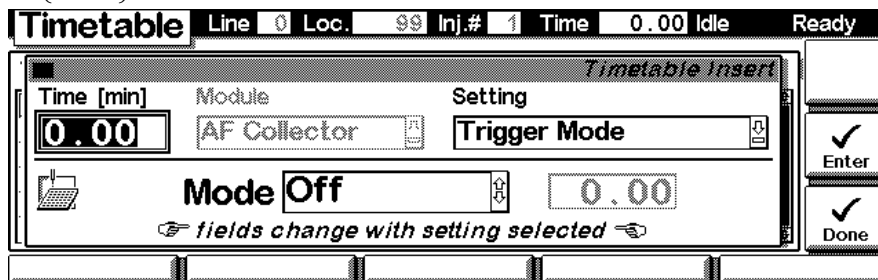 Timetable Line 0 Loc. 99 Inj.# 1 Time 0.00 Idle Ready
Timetable Insert
Time [min] Module Setting
0.00 AF Collector Trigger Mode
Enter
Mode Off 0.00
fields change with setting selected
Done